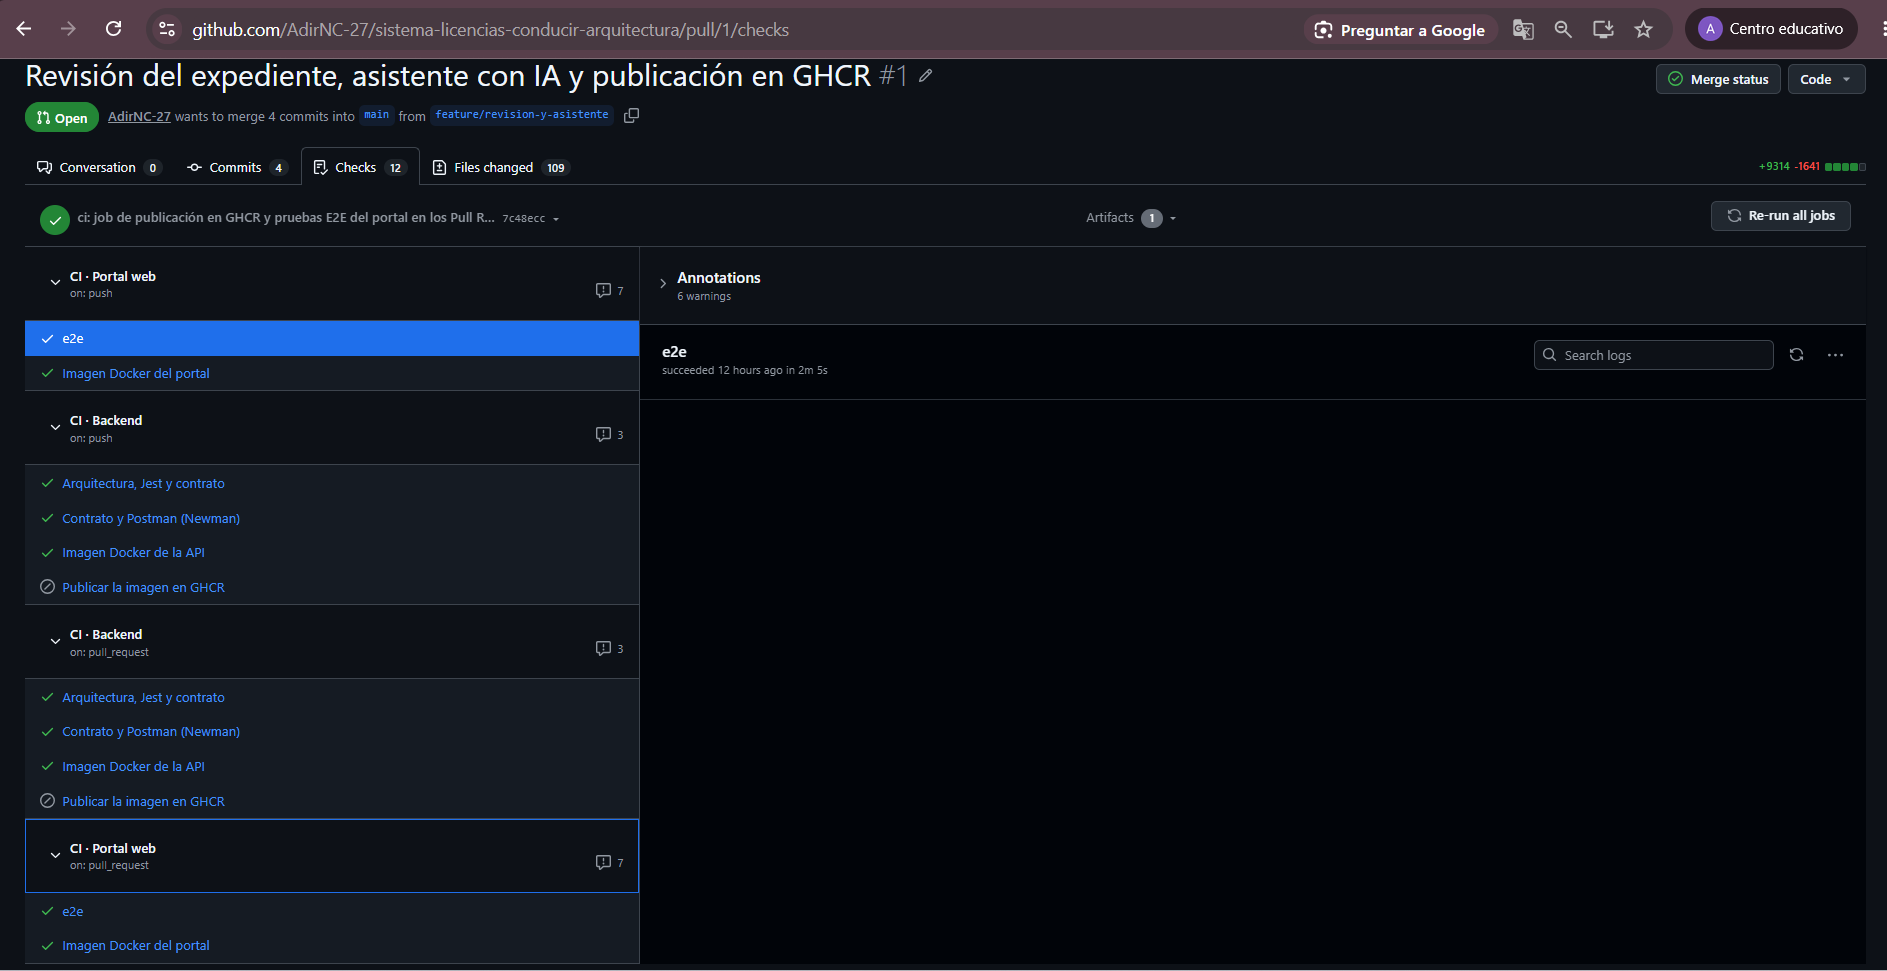 github.com/AdirNC-27/sistema-licencias-conducir-arquitectura/pull/1/checks
Preguntar a Google
A Centro educativo
Revisión del expediente, asistente con IA y publicación en GHCR #1
Merge status
Code
Open
AdirNC-27 wants to merge 4 commits into main from feature/revision-y-asistente
Conversation 0
Commits 4
Checks 12
Files changed 109
+9314 -1641
ci: job de publicación en GHCR y pruebas E2E del portal en los Pull R... 7c48ecc
Artifacts 1
Re-run all jobs
CI · Portal web
on: push
7
e2e
Imagen Docker del portal
CI · Backend
on: push
3
Arquitectura, Jest y contrato
Contrato y Postman (Newman)
Imagen Docker de la API
Publicar la imagen en GHCR
CI · Backend
on: pull_request
3
Arquitectura, Jest y contrato
Contrato y Postman (Newman)
Imagen Docker de la API
Publicar la imagen en GHCR
CI · Portal web
on: pull_request
7
e2e
Imagen Docker del portal
Annotations
6 warnings
e2e
succeeded 12 hours ago in 2m 5s
Search logs